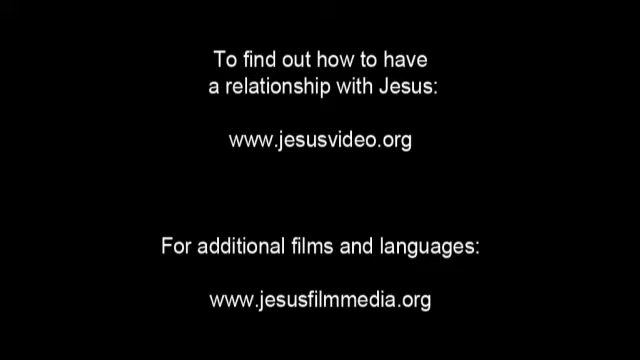 To find out how to have
a relationship with Jesus:
www.jesusvideo.org
For additional films and languages:
www.jesusfilmmedia.org